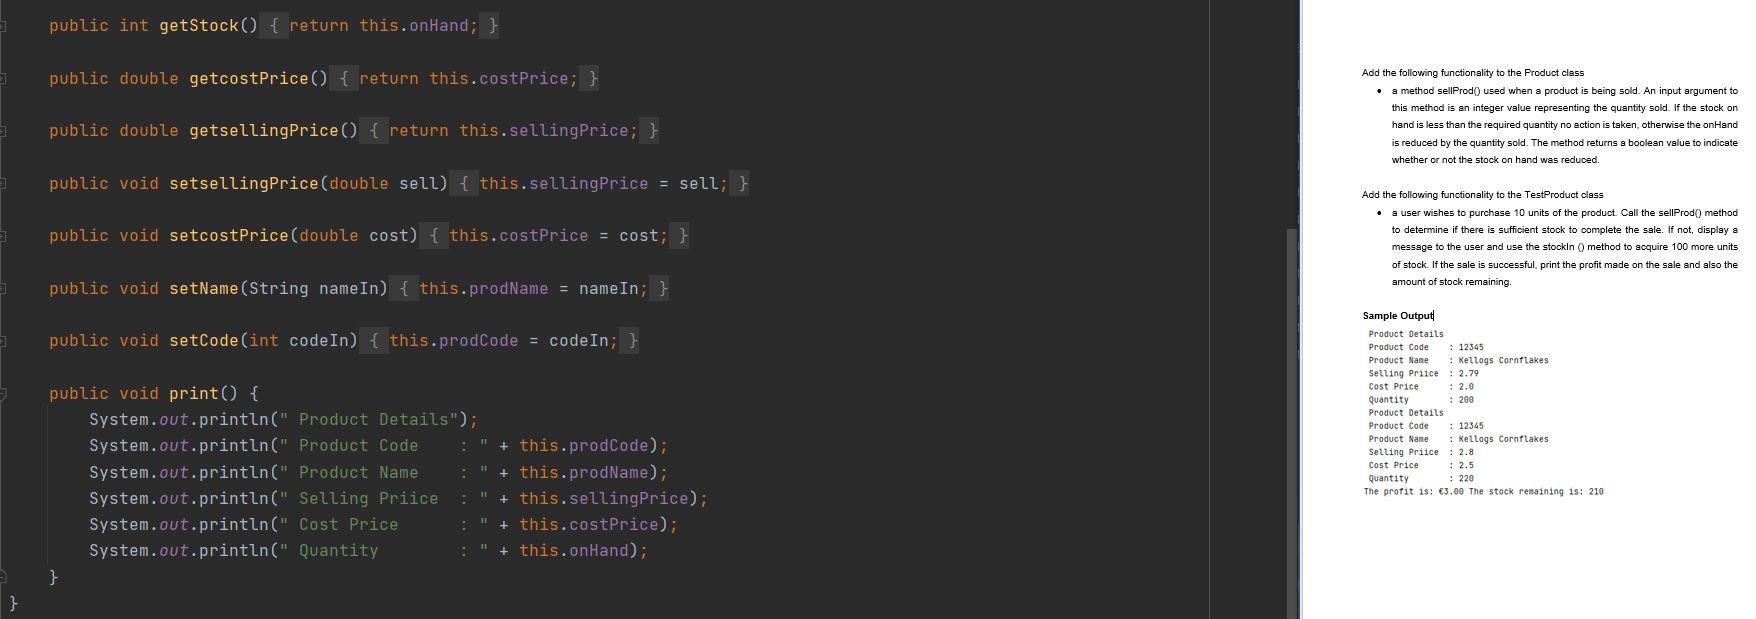 public int getStock() { return this.onHand; }
public double getcostPrice() { return this.costPrice; }
public double getsellingPrice() { return this.sellingPrice; }
public void setsellingPrice(double sell) { this.sellingPrice = sell; }
public void setcostPrice(double cost) { this.costPrice = cost; }
public void setName(String nameIn) { this.prodName = nameIn; }
public void setCode(int codeIn) { this.prodCode = codeIn; }
public void print() {
System.out.println(" Product Details");
System.out.println(" Product Code    : " + this.prodCode);
System.out.println(" Product Name    : " + this.prodName);
System.out.println(" Selling Priice  : " + this.sellingPrice);
System.out.println(" Cost Price      : " + this.costPrice);
System.out.println(" Quantity        : " + this.onHand);
}
}
Add the following functionality to the Product class
• a method sellProd() used when a product is being sold. An input argument to
this method is an integer value representing the quantity sold. If the stock on
hand is less than the required quantity no action is taken, otherwise the onHand
is reduced by the quantity sold. The method returns a boolean value to indicate
whether or not the stock on hand was reduced.
Add the following functionality to the TestProduct class
• a user wishes to purchase 10 units of the product. Call the sellProd() method
to determine if there is sufficient stock to complete the sale. If not, display a
message to the user and use the stockIn () method to acquire 100 more units
of stock. If the sale is successful, print the profit made on the sale and also the
amount of stock remaining.
Sample Output
Product Details
Product Code    : 12345
Product Name    : Kellogs Cornflakes
Selling Priice  : 2.79
Cost Price      : 2.0
Quantity        : 200
Product Details
Product Code    : 12345
Product Name    : Kellogs Cornflakes
Selling Priice  : 2.8
Cost Price      : 2.5
Quantity        : 220
The profit is: €3.00 The stock remaining is: 210